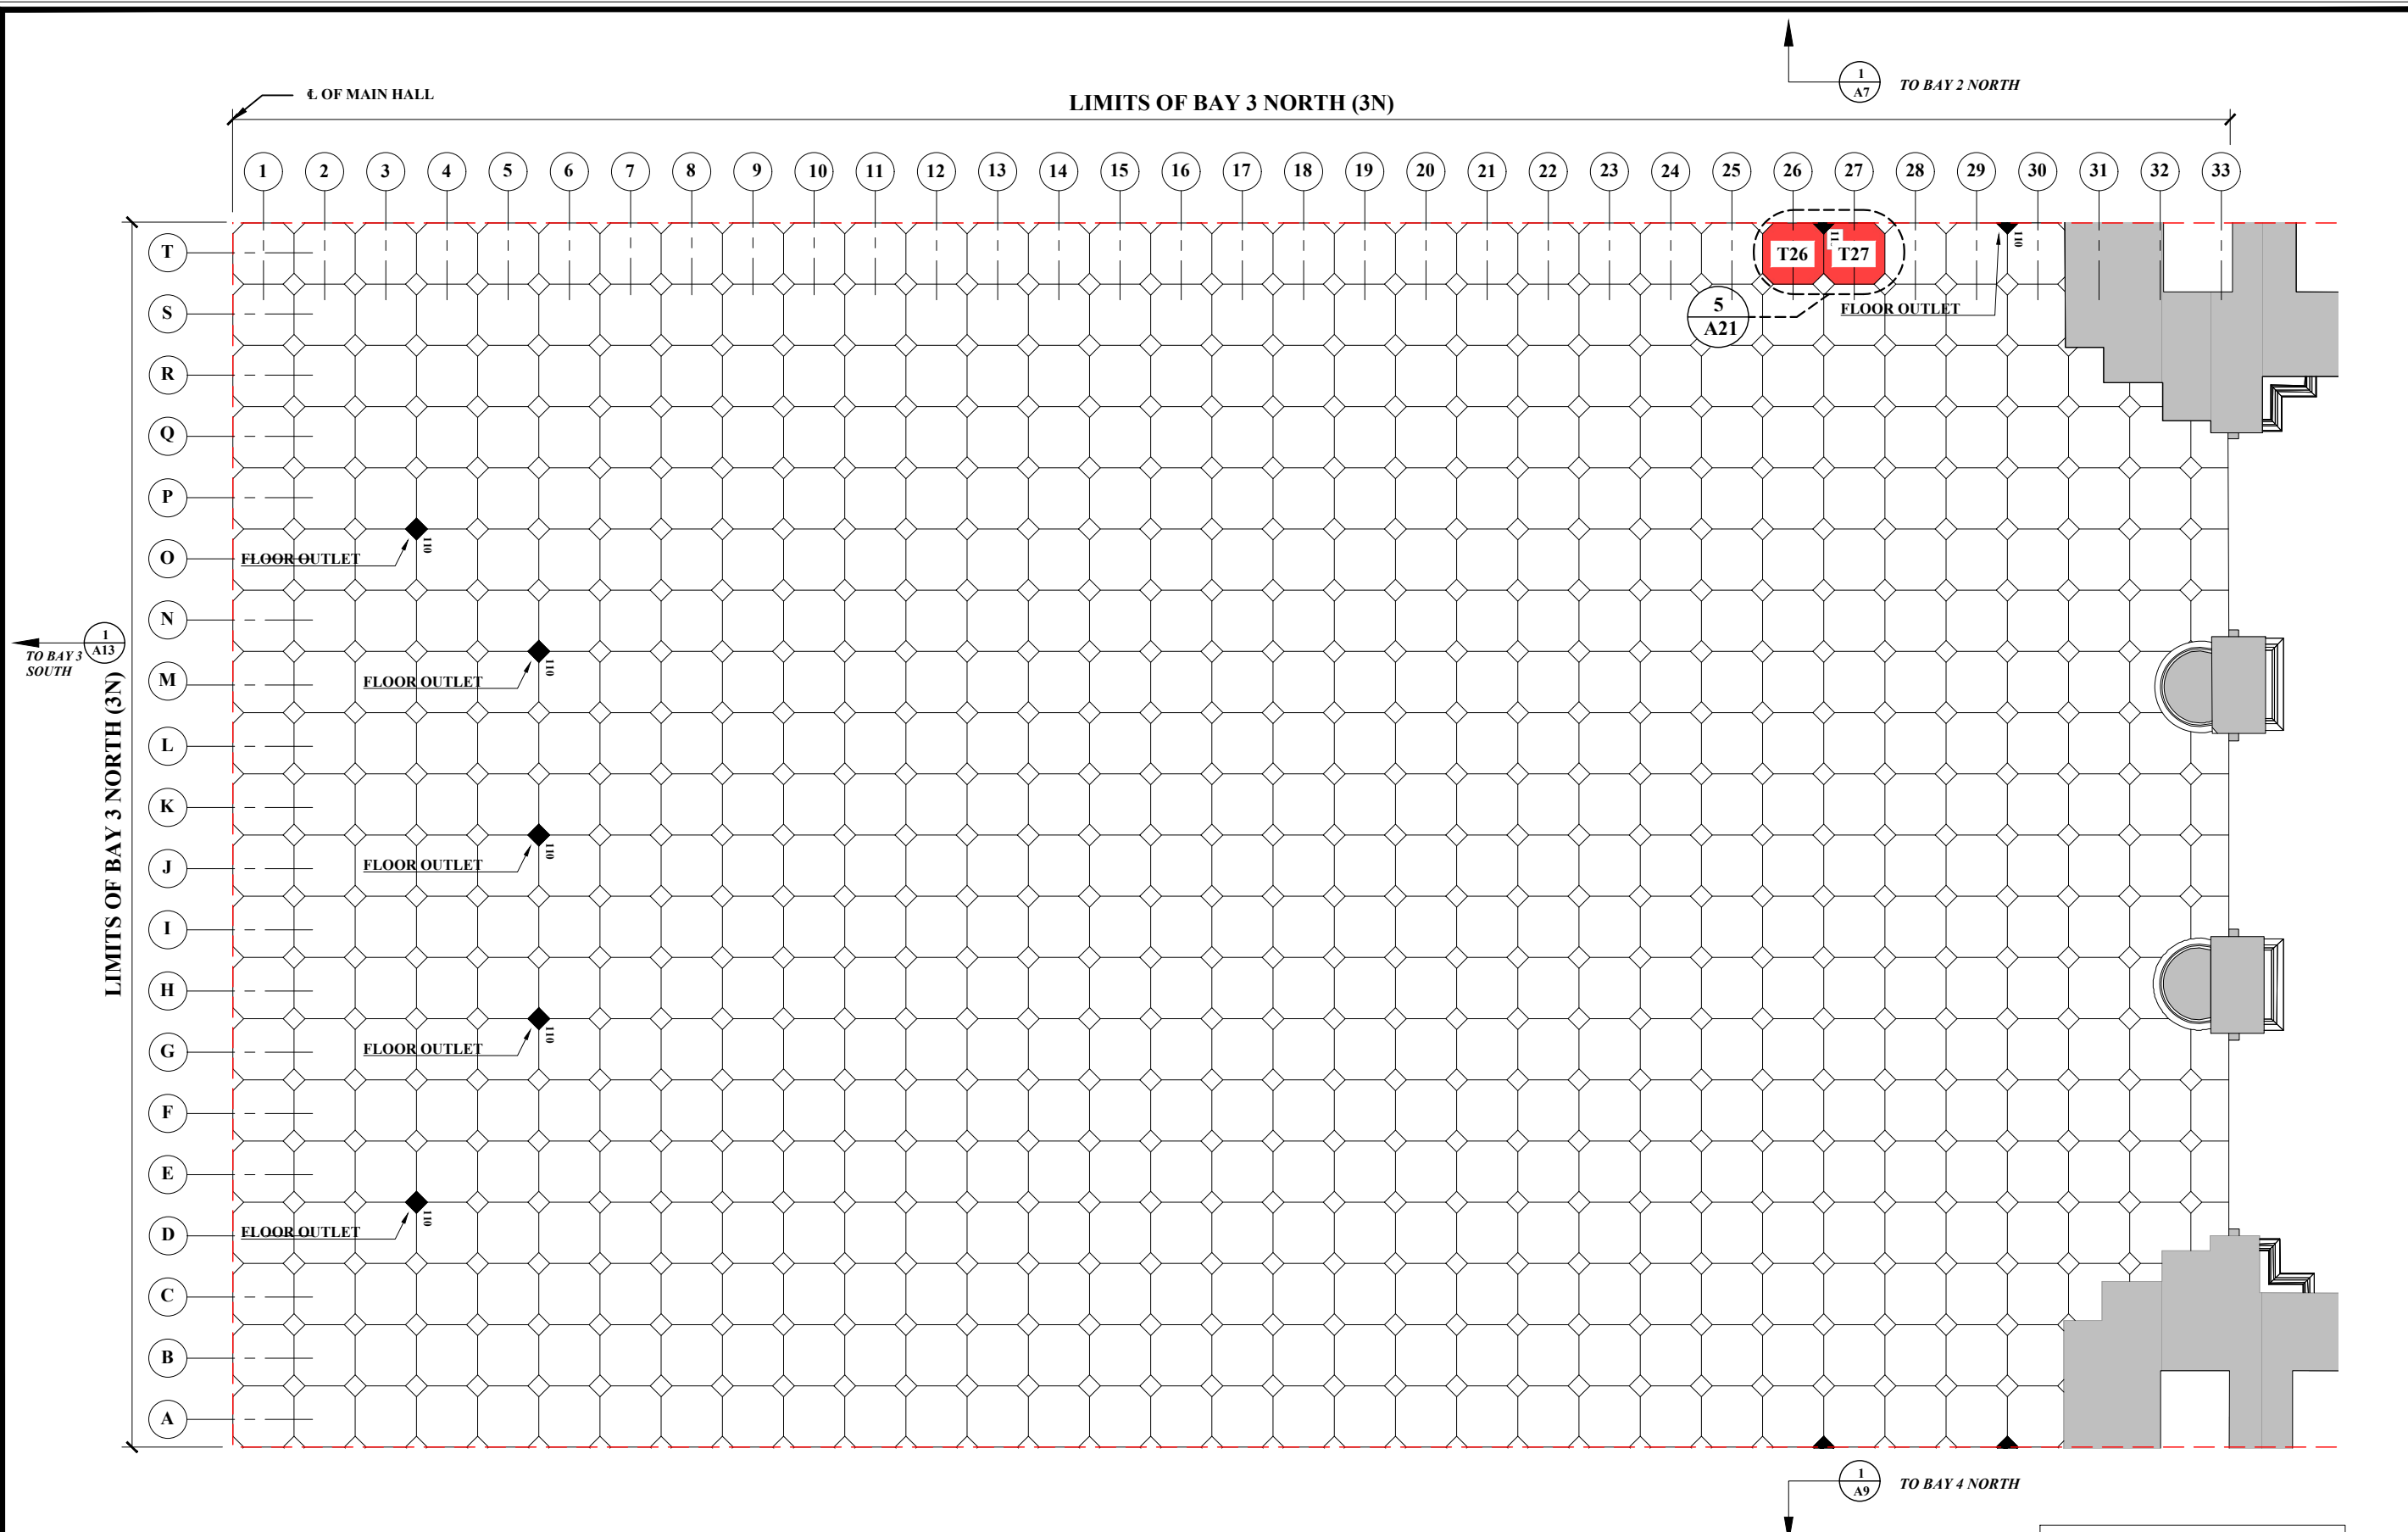 ℄ OF MAIN HALL
LIMITS OF BAY 3 NORTH (3N)
1
A7
TO BAY 2 NORTH
1 2 3 4 5 6 7 8 9 10 11 12 13 14 15 16 17 18 19 20 21 22 23 24 25 26 27 28 29 30 31 32 33
T
T26
T27
110
5
A21
FLOOR OUTLET
S
R
Q
P
O
FLOOR OUTLET
110
N
1
A13
TO BAY 3
SOUTH
LIMITS OF BAY 3 NORTH (3N)
M
FLOOR OUTLET
110
L
K
J
FLOOR OUTLET
110
I
H
G
FLOOR OUTLET
110
F
E
D
FLOOR OUTLET
110
C
B
A
1
A9
TO BAY 4 NORTH